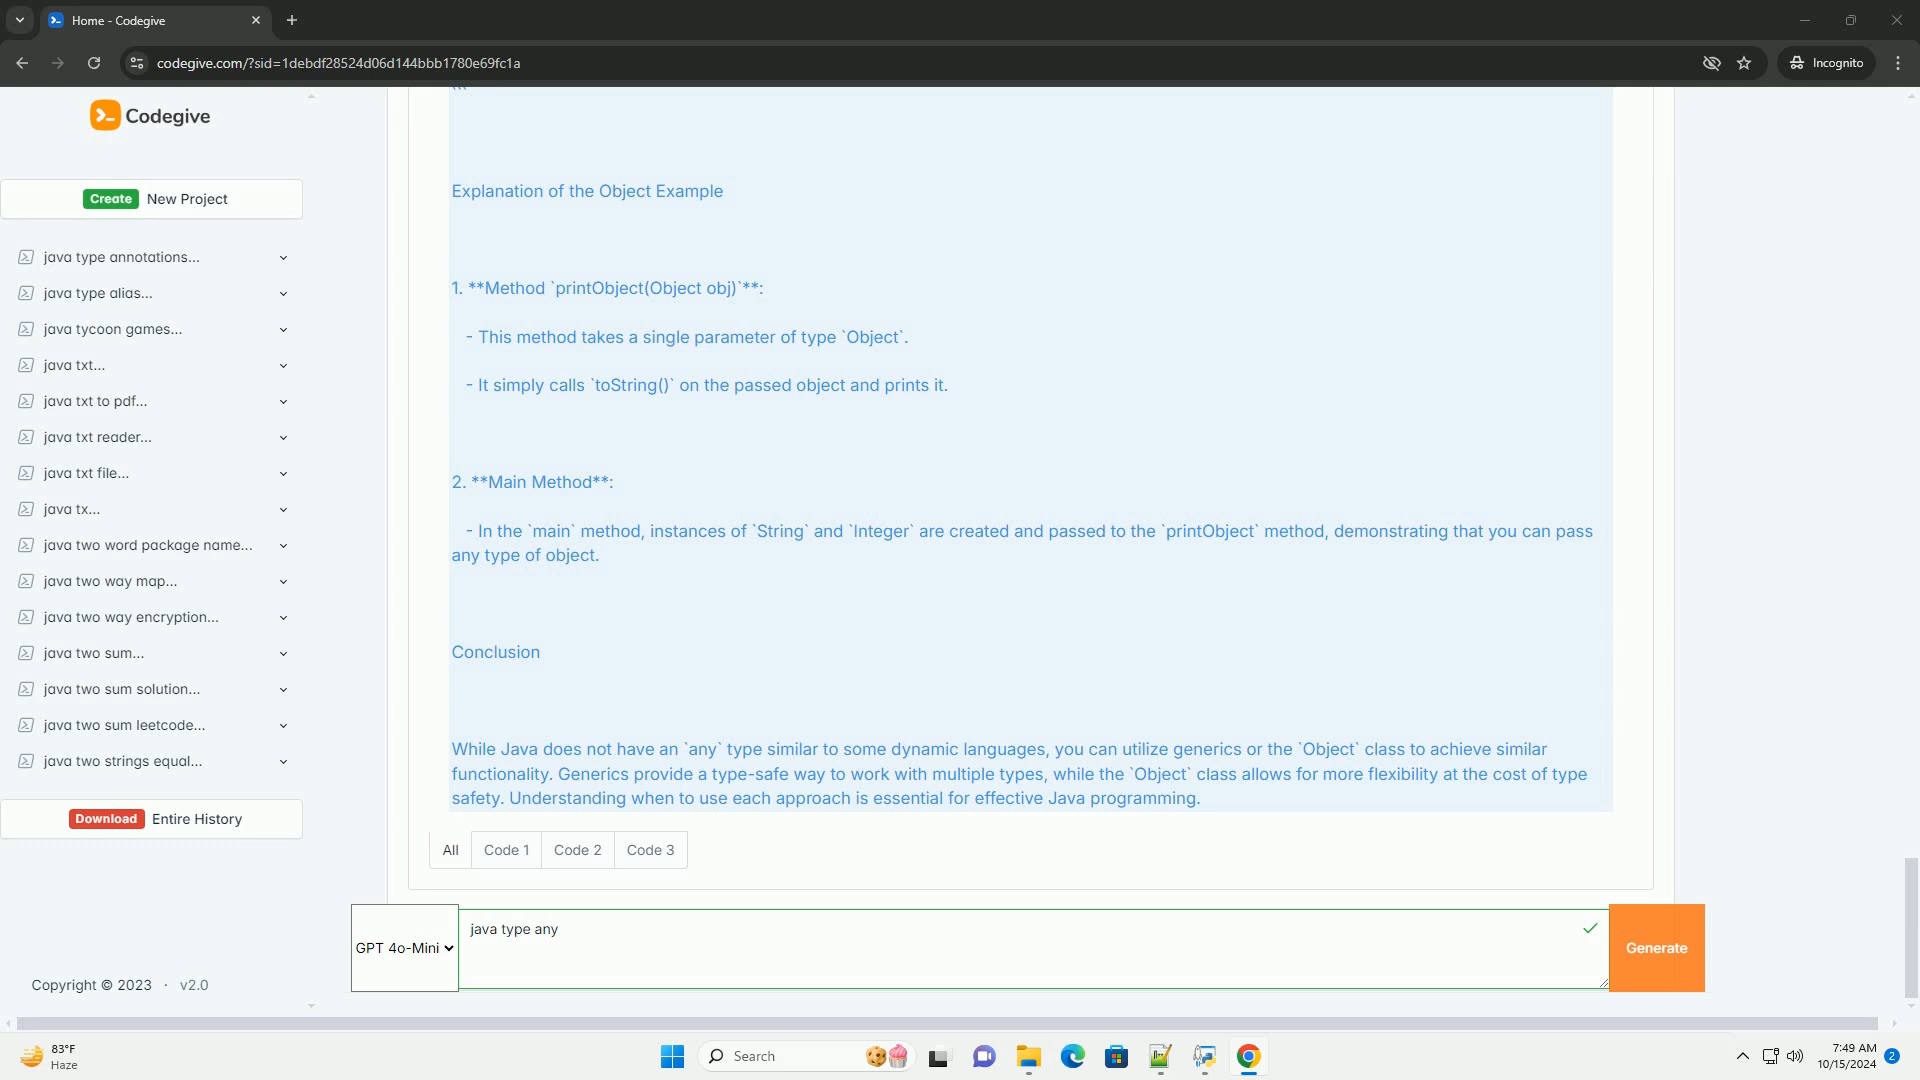 Home - Codegive
codegive.com/?sid=1debdf28524d06d144bbb1780e69fc1a
Incognito
Codegive
Create New Project
java type annotations...
java type alias...
java tycoon games...
java txt...
java txt to pdf...
java txt reader...
java txt file...
java tx...
java two word package name...
java two way map...
java two way encryption...
java two sum...
java two sum solution...
java two sum leetcode...
java two strings equal...
Download Entire History
Copyright © 2023 · v2.0
```
Explanation of the Object Example
1. **Method `printObject(Object obj)`**:
- This method takes a single parameter of type `Object`.
- It simply calls `toString()` on the passed object and prints it.
2. **Main Method**:
- In the `main` method, instances of `String` and `Integer` are created and passed to the `printObject` method, demonstrating that you can pass
any type of object.
Conclusion
While Java does not have an `any` type similar to some dynamic languages, you can utilize generics or the `Object` class to achieve similar
functionality. Generics provide a type-safe way to work with multiple types, while the `Object` class allows for more flexibility at the cost of type
safety. Understanding when to use each approach is essential for effective Java programming.
All Code 1 Code 2 Code 3
GPT 4o-Mini
java type any
Generate
83°F
Haze
Search
7:49 AM
10/15/2024
2